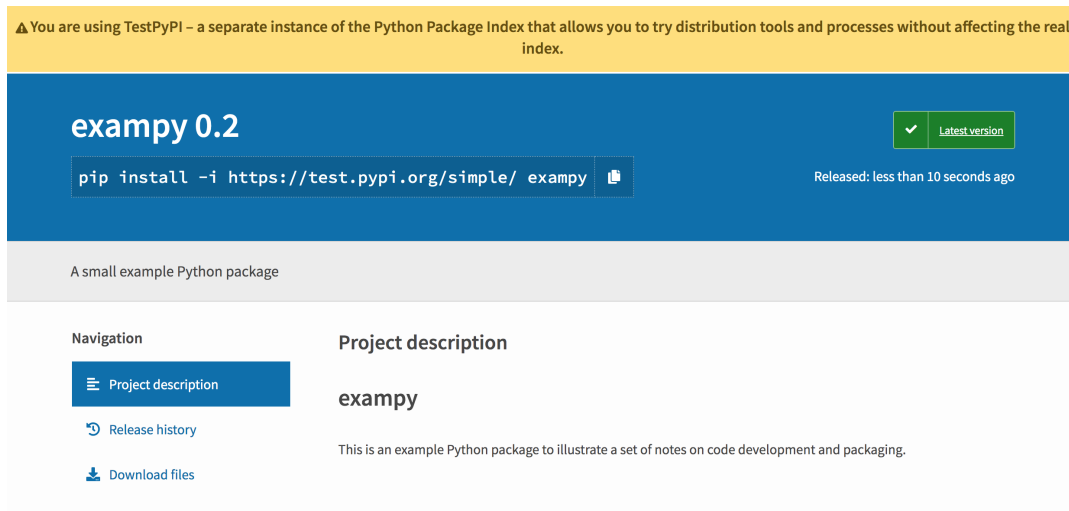 You are using TestPyPI – a separate instance of the Python Package Index that allows you to try distribution tools and processes without affecting the real
index.
exampy 0.2
Latest version
pip install -i https://test.pypi.org/simple/ exampy
Released: less than 10 seconds ago
A small example Python package
Navigation
Project description
Release history
Download files
Project description
exampy
This is an example Python package to illustrate a set of notes on code development and packaging.